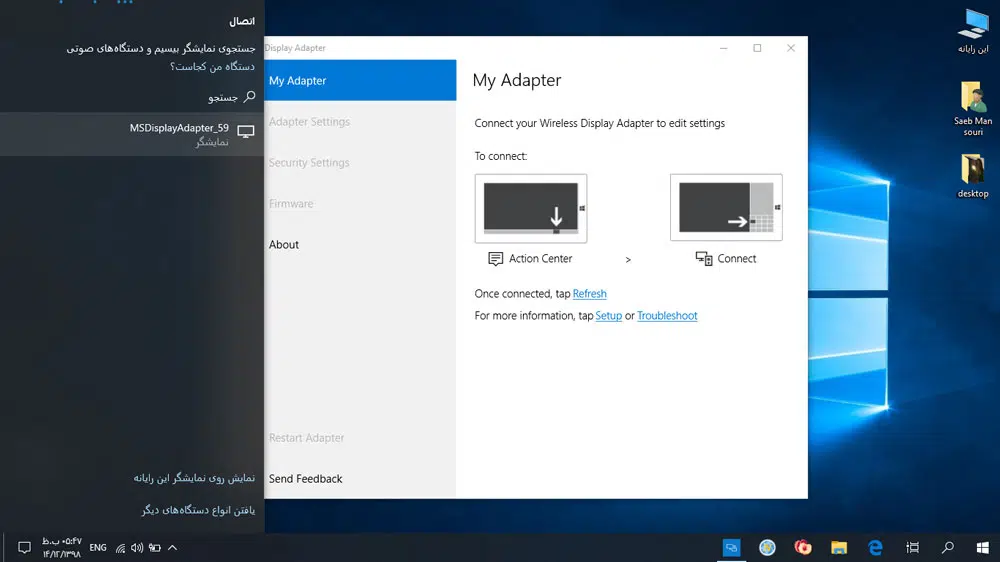 اتصال
جستجوی نمایشگر بیسیم و دستگاه‌های صوتی
دستگاه من کجاست؟
جستجو
MSDisplayAdapter_59
نمایشگر
نمایش روی نمایشگر این رایانه
یافتن انواع دستگاه‌های دیگر
Display Adapter
My Adapter
Adapter Settings
Security Settings
Firmware
About
Restart Adapter
Send Feedback
My Adapter
Connect your Wireless Display Adapter to edit settings
To connect:
Action Center > Connect
Once connected, tap Refresh
For more information, tap Setup or Troubleshoot
این رایانه
Saeb Man
souri
desktop
ENG
۰۵:۴۷ ب.ظ
۱۴/۱۲/۱۳۹۸